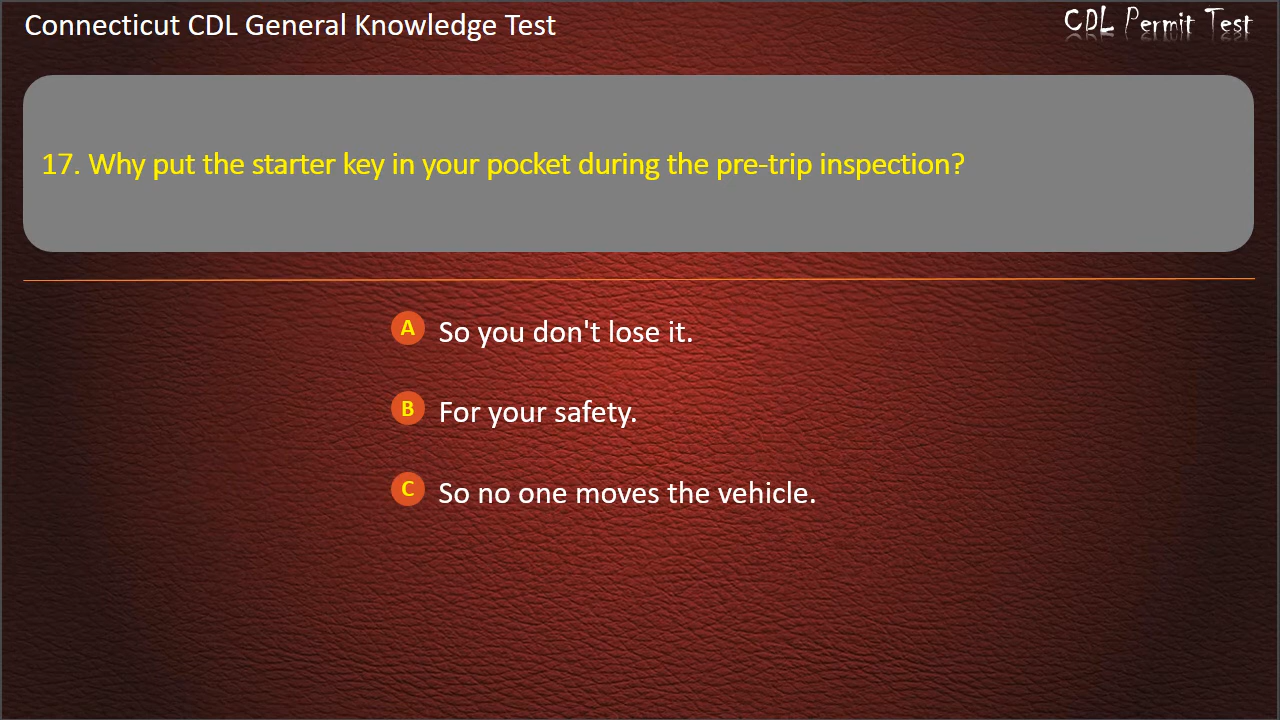 Connecticut CDL General Knowledge Test
CDL Permit Test
17. Why put the starter key in your pocket during the pre-trip inspection?
A So you don't lose it.
B For your safety.
C So no one moves the vehicle.